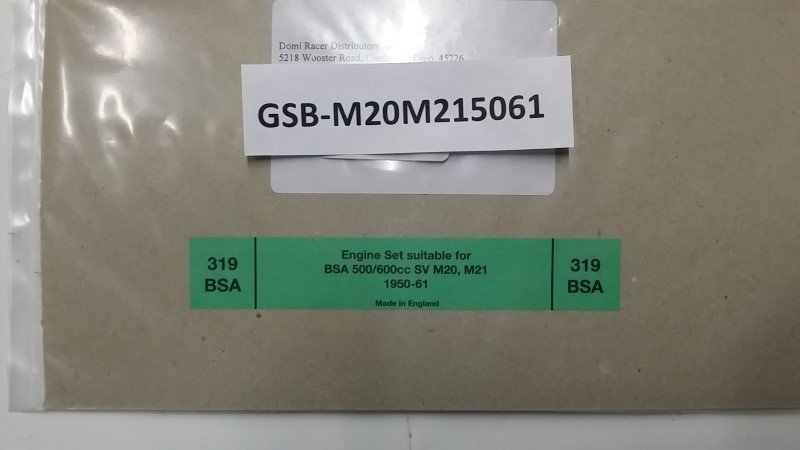 Domi Racer Distributors
5218 Wooster Road, Ohio 45226
GSB-M20M215061
319
BSA
Engine Set suitable for
BSA 500/600cc SV M20, M21
1950-61
Made in England
319
BSA